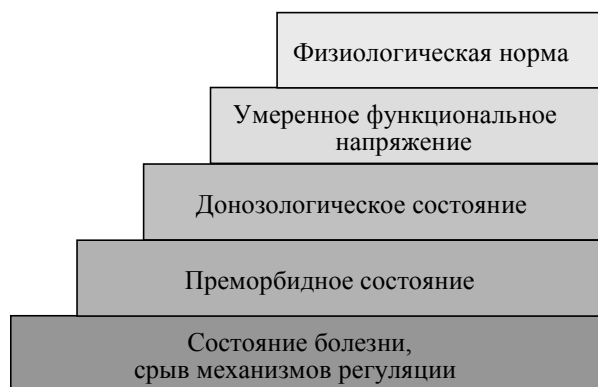 Физиологическая норма
Умеренное функциональное
напряжение
Донозологическое состояние
Преморбидное состояние
Состояние болезни,
срыв механизмов регуляции